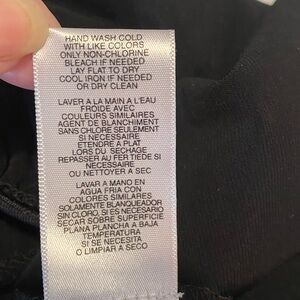 HAND WASH COLD
WITH LIKE COLORS
ONLY NON-CHLORINE
BLEACH IF NEEDED
LAY FLAT TO DRY
COOL IRON IF NEEDED
OR DRY CLEAN
LAVER A LA MAIN A L'EAU
FROIDE AVEC
COULEURS SIMILAIRES
AGENT DE BLANCHIMENT
SANS CHLORE SEULEMENT
SI NECESSAIRE
ETENDRE A PLAT
LORS DU SECHAGE
REPASSER AU FER TIEDE SI
NECESSAIRE
OU NETTOYER A SEC
LAVAR A MANO EN
AGUA FRIA CON
COLORES SIMILARES
SOLAMENTE BLANQUEADOR
SIN CLORO, SI ES NECESARIO
SECAR SOBRE SUPERFICIE
PLANA PLANCHA A BAJA
TEMPERATURA
SI SE NECESITA
O LIMPIAR A SECO